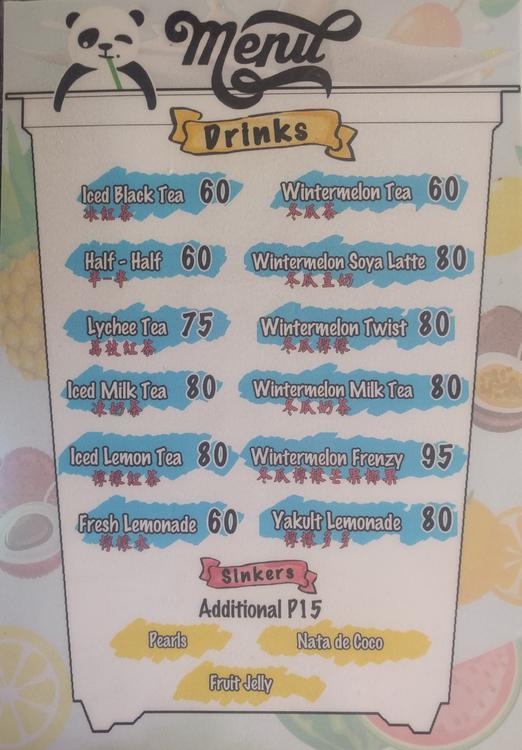 Menu
Drinks
Iced Black Tea 60
冰紅茶
Half - Half 60
半一半
Lychee Tea 75
荔枝紅茶
Iced Milk Tea 80
凍奶茶
Iced Lemon Tea 80
檸檬紅茶
Fresh Lemonade 60
檸檬水
Wintermelon Tea 60
冬瓜茶
Wintermelon Soya Latte 80
冬瓜豆奶
Wintermelon Twist 80
冬瓜檸檬
Wintermelon Milk Tea 80
冬瓜奶茶
Wintermelon Frenzy 95
冬瓜檸檬芒果椰果
Yakult Lemonade 80
檸檬多多
Sinkers
Additional P15
Pearls
Nata de Coco
Fruit Jelly